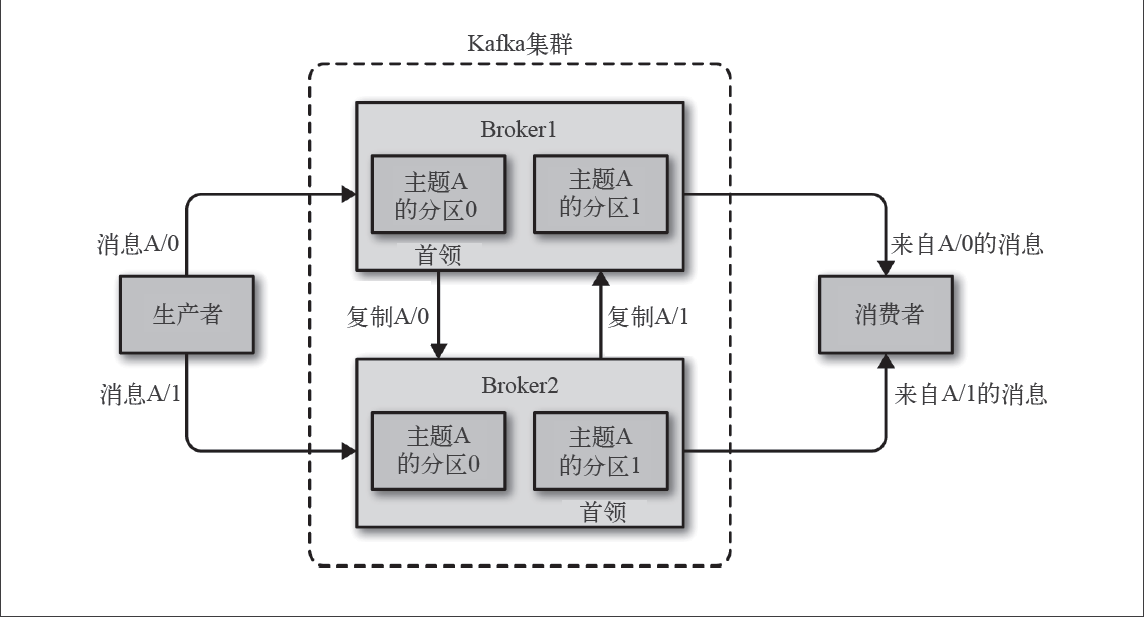 Kafka集群
Broker1
主题A
的分区0
主题A
的分区1
首领
消息A/0
来自A/0的消息
生产者
复制A/0
复制A/1
消费者
消息A/1
来自A/1的消息
Broker2
主题A
的分区0
主题A
的分区1
首领